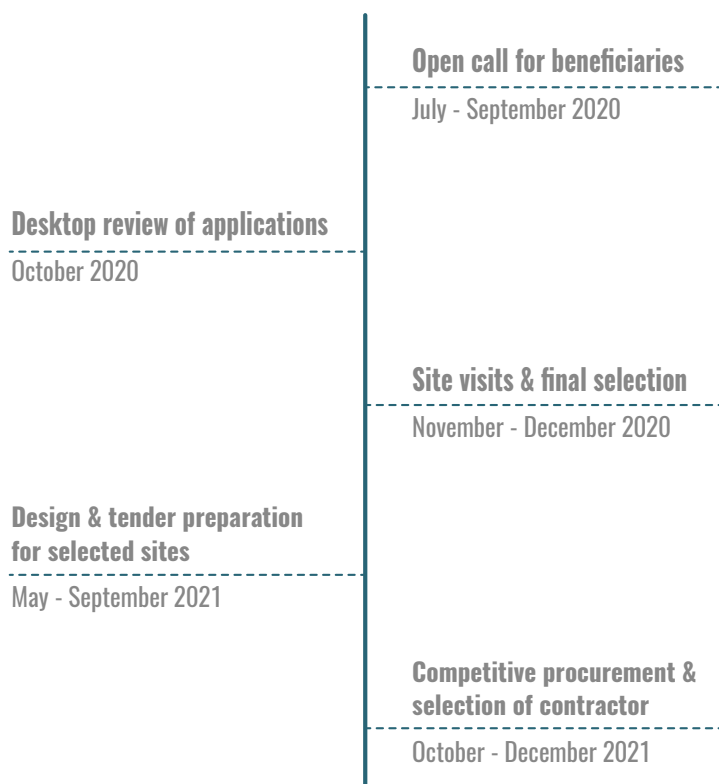 Open call for beneficiaries
July - September 2020
Desktop review of applications
October 2020
Site visits & final selection
November - December 2020
Design & tender preparation
for selected sites
May - September 2021
Competitive procurement &
selection of contractor
October - December 2021